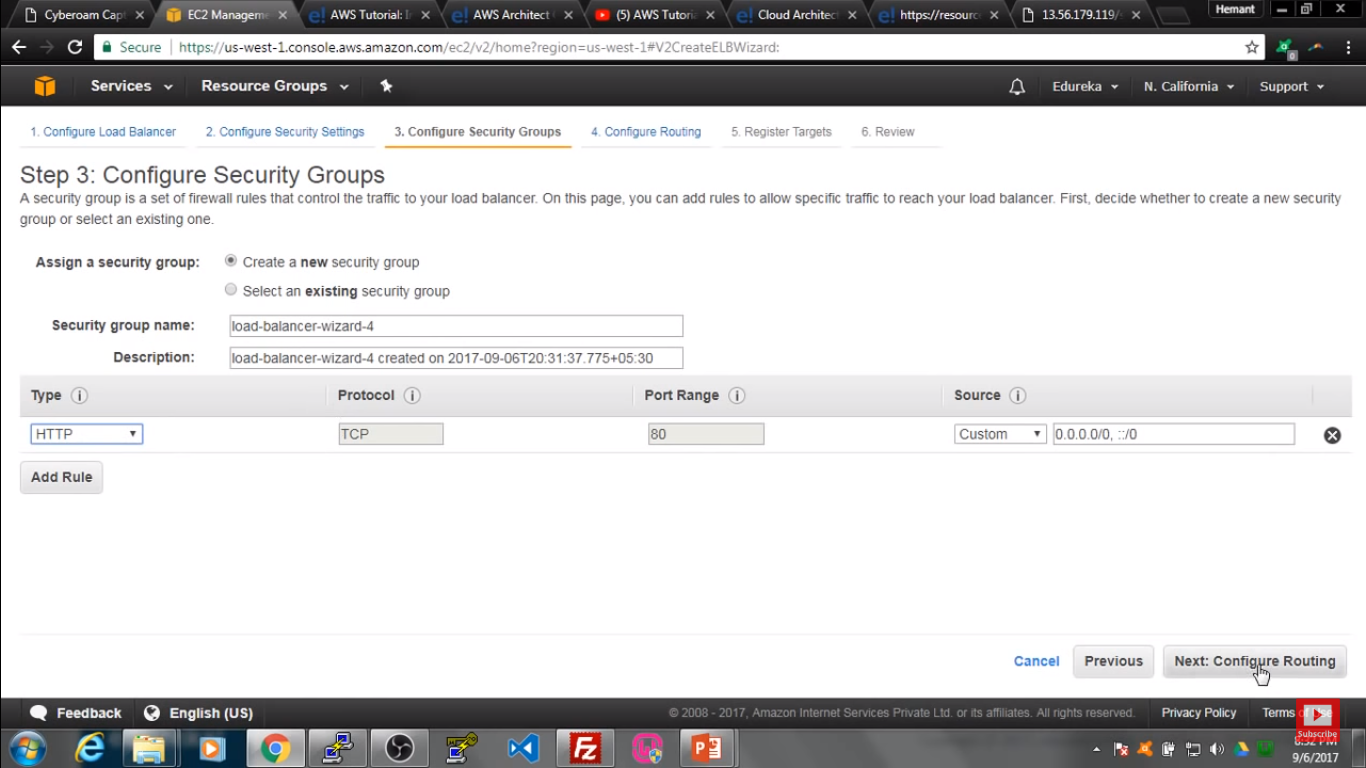 Cyberoam Capt
EC2 Manageme
AWS Tutorial: I
AWS Architect
(5) AWS Tutoria
Cloud Architec
https://resourc
13.56.179.119/
Hemant
Secure
https://us-west-1.console.aws.amazon.com/ec2/v2/home?region=us-west-1#V2CreateELBWizard:
0
Services
Resource Groups
Edureka
N. California
Support
1. Configure Load Balancer
2. Configure Security Settings
3. Configure Security Groups
4. Configure Routing
5. Register Targets
6. Review
Step 3: Configure Security Groups
A security group is a set of firewall rules that control the traffic to your load balancer. On this page, you can add rules to allow specific traffic to reach your load balancer. First, decide whether to create a new security
group or select an existing one.
Assign a security group:
Create a new security group
Select an existing security group
Security group name:
load-balancer-wizard-4
Description:
load-balancer-wizard-4 created on 2017-09-06T20:31:37.775+05:30
Type
Protocol
Port Range
Source
HTTP
TCP
80
Custom
0.0.0.0/0, ::/0
Add Rule
Cancel
Previous
Next: Configure Routing
Feedback
English (US)
© 2008 - 2017, Amazon Internet Services Private Ltd. or its affiliates. All rights reserved.
Privacy Policy
Terms of Use
Subscribe
9/6/2017